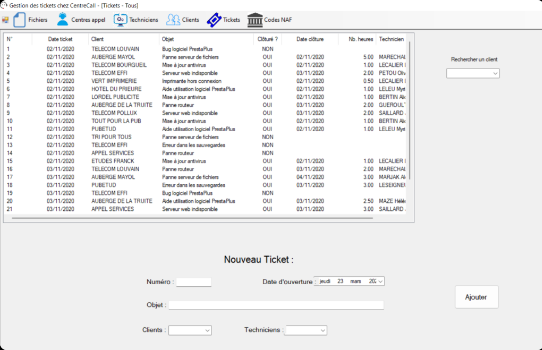 Gestion des tickets chez CentreCall - [Tickets - Tous]
Fichiers Centres appel Techniciens Clients Tickets Codes NAF
N° Date ticket Client Objet Clôturé ? Date clôture Nb. heures Technicien
1 02/11/2020 TELECOM LOUVAIN Bug logiciel PrestaPlus NON
2 02/11/2020 AUBERGE MAYOL Panne serveur de fichiers OUI 02/11/2020 5.00 MARECHAL
3 02/11/2020 TELECOM BOURGUEIL Mise à jour antivirus OUI 02/11/2020 1.00 LECALIER
4 02/11/2020 TELECOM EFFI Serveur web indisponible OUI 03/11/2020 2.00 PETOU Oliv
5 02/11/2020 VERT IMPRIMERIE Imprimante hors connexion OUI 02/11/2020 0.50 LECALIER
6 02/11/2020 HOTEL DU PRIEURE Aide utilisation logiciel PrestaPlus OUI 02/11/2020 1.00 LELEU Myr
7 02/11/2020 LORDEL PUBLICITE Mise à jour antivirus OUI 02/11/2020 1.00 BERTIN Ale
8 02/11/2020 AUBERGE DE LA TRUITE Panne routeur OUI 03/11/2020 2.00 GUERDUL
9 02/11/2020 TELECOM POLLUX Serveur web indisponible OUI 03/11/2020 2.00 SAILLARD
10 02/11/2020 TOUT POUR LA PUB Mise à jour antivirus OUI 02/11/2020 1.00 BERTIN Ale
11 02/11/2020 PUBETUD Aide utilisation logiciel PrestaPlus OUI 02/11/2020 1.00 LELEU Myr
12 02/11/2020 TRI POUR TOUS Panne serveur de fichiers NON
13 02/11/2020 TELECOM EFFI Erreur dans les sauvegardes NON
14 02/11/2020 APPEL SERVICES Panne routeur NON
15 02/11/2020 ETUDES FRANCK Mise à jour antivirus OUI 02/11/2020 1.00 LECALIER
16 03/11/2020 TELECOM LOUVAIN Panne routeur OUI 03/11/2020 2.00 MARECHAL
17 03/11/2020 AUBERGE MAYOL Panne serveur de fichiers OUI 04/11/2020 3.00 MARJAK
18 03/11/2020 PUBETUD Erreur dans les sauvegardes OUI 03/11/2020 3.00 LESEIGNEU
19 03/11/2020 TELECOM EFFI Bug logiciel PrestaPlus NON
20 03/11/2020 AUBERGE DE LA TRUITE Aide utilisation logiciel PrestaPlus OUI 03/11/2020 2.50 MAZE Hélè
21 03/11/2020 APPEL SERVICES Serveur web indisponible OUI 03/11/2020 3.00 SAILLARD
Rechercher un client
Nouveau Ticket :
Numéro : Date d'ouverture : jeudi 23 mars 202
Objet :
Ajouter
Clients : Techniciens :